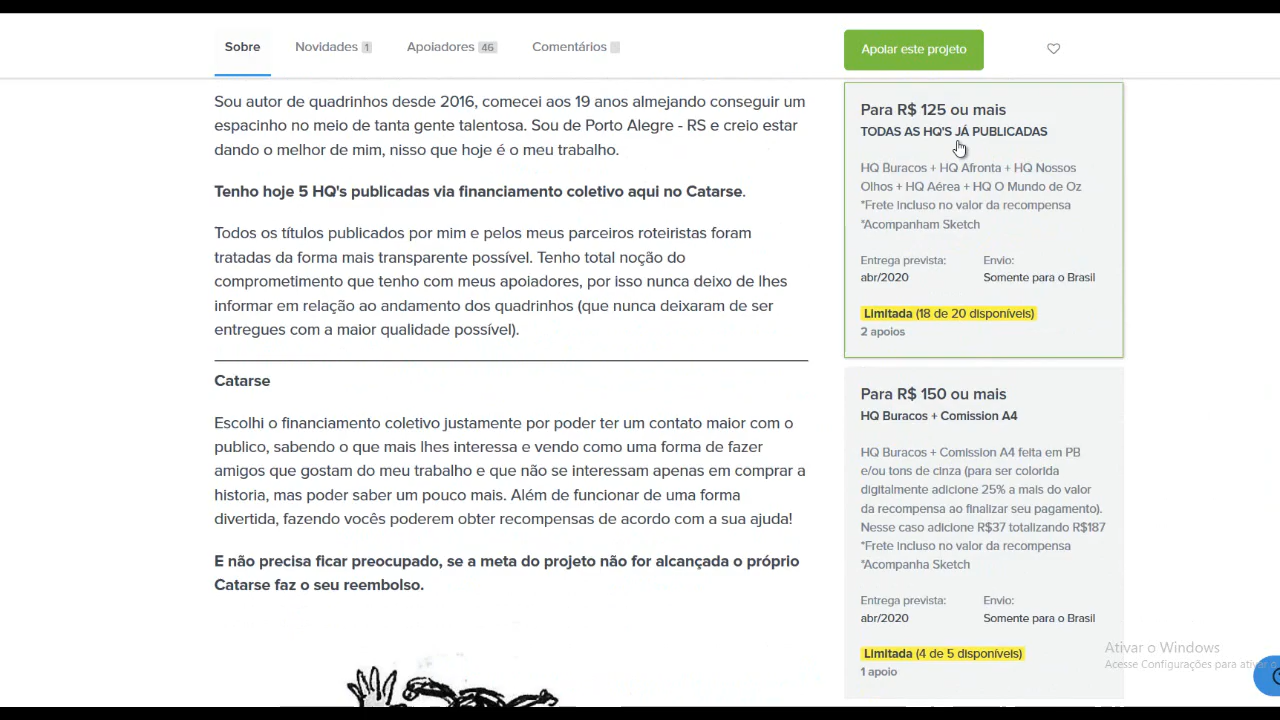 Sobre
Novidades 1
Apoiadores 46
Comentários
Apoiar este projeto
Sou autor de quadrinhos desde 2016, comecei aos 19 anos almejando conseguir um
espacinho no meio de tanta gente talentosa. Sou de Porto Alegre - RS e creio estar
dando o melhor de mim, nisso que hoje é o meu trabalho.
Tenho hoje 5 HQ's publicadas via financiamento coletivo aqui no Catarse.
Todos os títulos publicados por mim e pelos meus parceiros roteiristas foram
tratadas da forma mais transparente possível. Tenho total noção do
comprometimento que tenho com meus apoiadores, por isso nunca deixo de lhes
informar em relação ao andamento dos quadrinhos (que nunca deixaram de ser
entregues com a maior qualidade possível).
Catarse
Escolhi o financiamento coletivo justamente por poder ter um contato maior com o
publico, sabendo o que mais lhes interessa e vendo como uma forma de fazer
amigos que gostam do meu trabalho e que não se interessam apenas em comprar a
historia, mas poder saber um pouco mais. Além de funcionar de uma forma
divertida, fazendo vocês poderem obter recompensas de acordo com a sua ajuda!
E não precisa ficar preocupado, se a meta do projeto não for alcançada o próprio
Catarse faz o seu reembolso.
Para R$ 125 ou mais
TODAS AS HQ'S JÁ PUBLICADAS
HQ Buracos + HQ Afronta + HQ Nossos
Olhos + HQ Aérea + HQ O Mundo de Oz
*Frete Incluso no valor da recompensa
*Acompanham Sketch
Entrega prevista: Envio:
abr/2020 Somente para o Brasil
Limitada (18 de 20 disponíveis)
2 apoios
Para R$ 150 ou mais
HQ Buracos + Comission A4
HQ Buracos + Comission A4 feita em PB
e/ou tons de cinza (para ser colorida
digitalmente adicione 25% a mais do valor
da recompensa ao finalizar seu pagamento).
Nesse caso adicione R$37 totalizando R$187
*Frete Incluso no valor da recompensa
*Acompanha Sketch
Entrega prevista: Envio:
abr/2020 Somente para o Brasil
Limitada (4 de 5 disponíveis)
1 apoio
Ativar o Windows
Acesse Configurações para